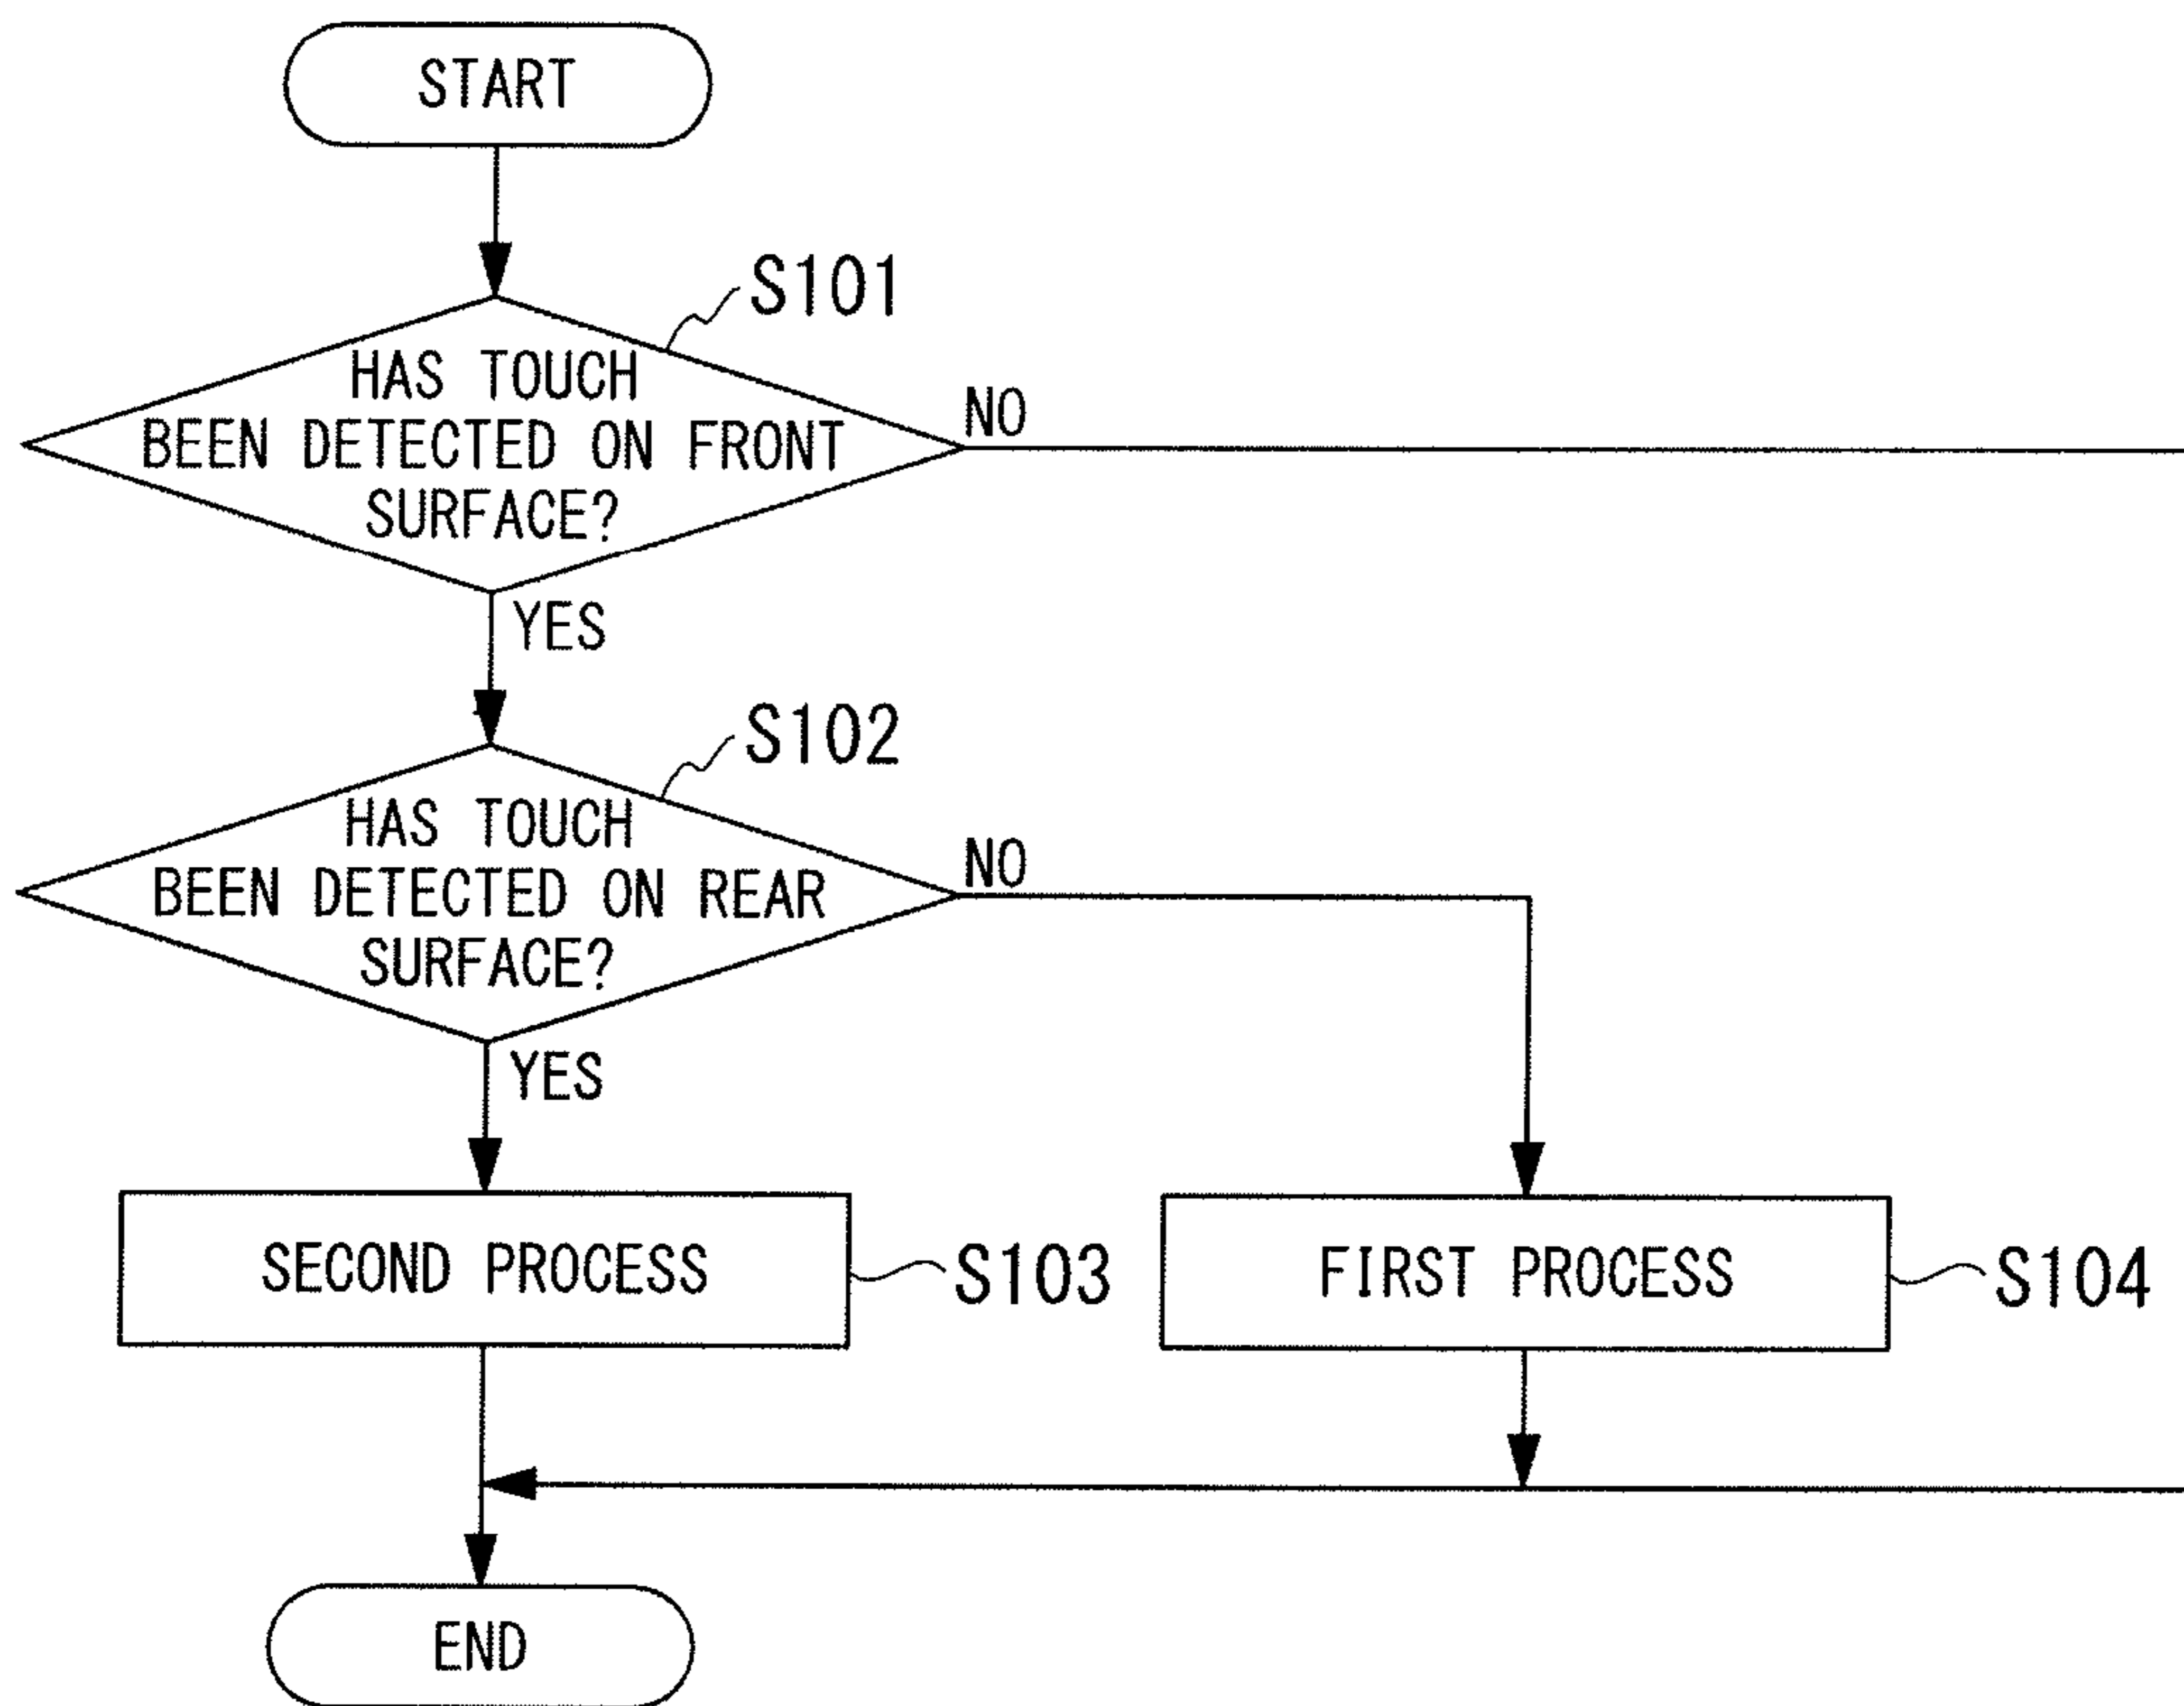 START
S101
HAS TOUCH
BEEN DETECTED ON FRONT
SURFACE?
NO
YES
S102
HAS TOUCH
BEEN DETECTED ON REAR
SURFACE?
NO
YES
SECOND PROCESS
S103
FIRST PROCESS
S104
END